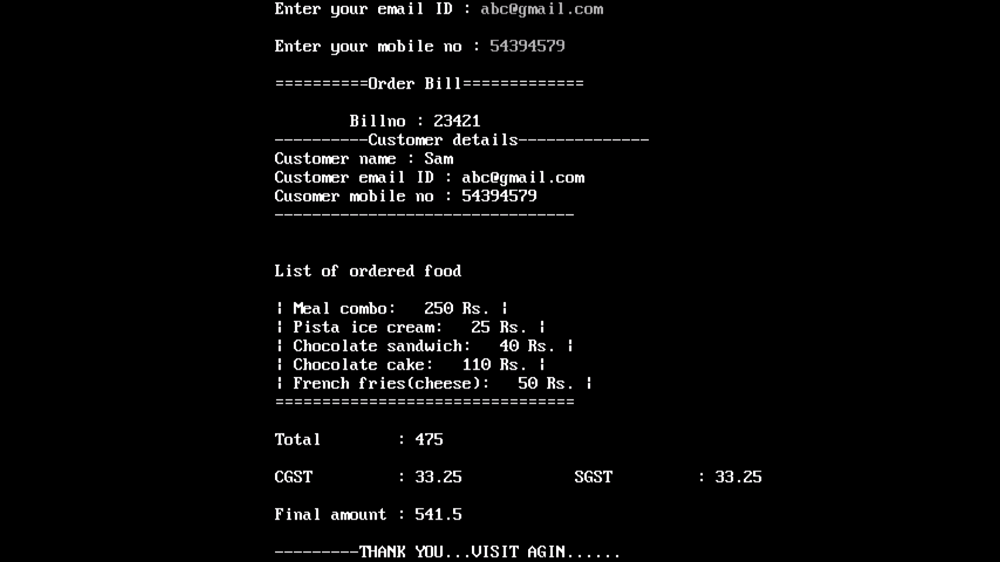 Enter your email ID : abc@gmail.com
Enter your mobile no : 54394579
==========Order Bill=============
Billno : 23421
----------Customer details--------------
Customer name : Sam
Customer email ID : abc@gmail.com
Cusomer mobile no : 54394579
--------------------------------
List of ordered food
| Meal combo:   250 Rs. |
| Pista ice cream:   25 Rs. |
| Chocolate sandwich:   40 Rs. |
| Chocolate cake:   110 Rs. |
| French fries(cheese):   50 Rs. |
================================
Total        : 475
CGST         : 33.25            SGST         : 33.25
Final amount : 541.5
---------THANK YOU...VISIT AGIN......